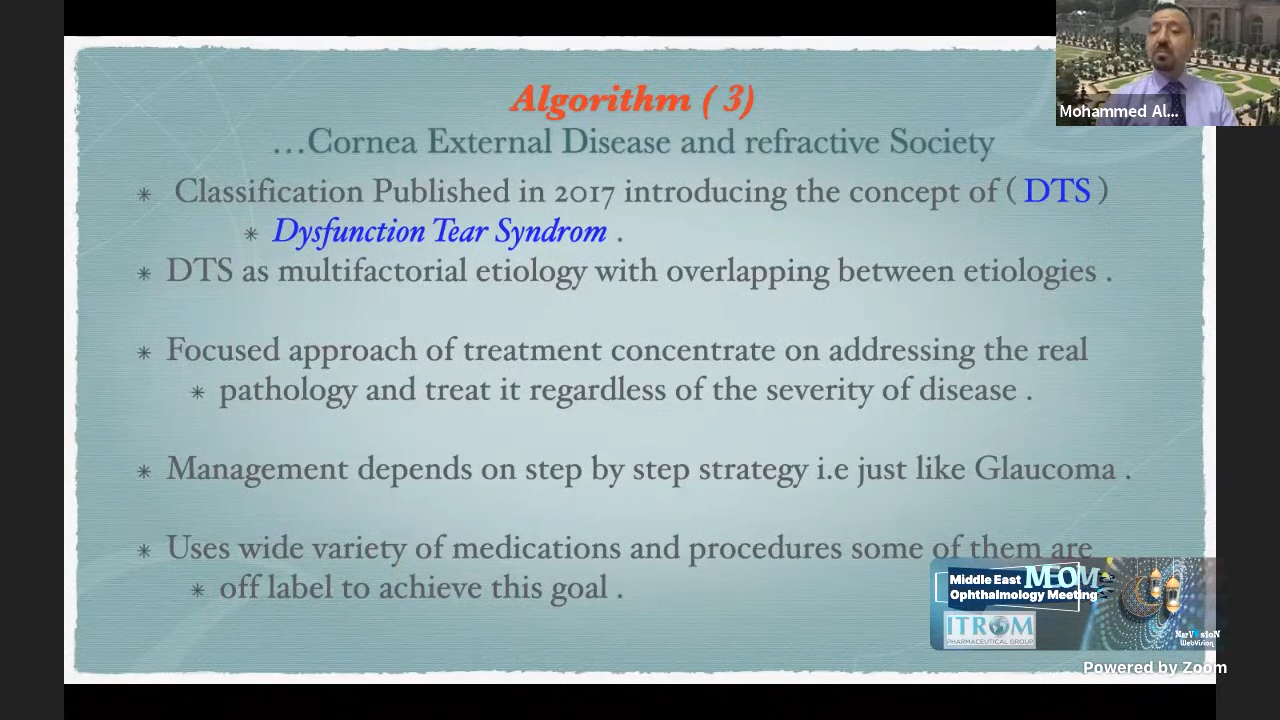 Algorithm ( 3)
…Cornea External Disease and refractive Society
* Classification Published in 2017 introducing the concept of ( DTS )
* Dysfunction Tear Syndrom .
* DTS as multifactorial etiology with overlapping between etiologies .
* Focused approach of treatment concentrate on addressing the real
* pathology and treat it regardless of the severity of disease .
* Management depends on step by step strategy i.e just like Glaucoma .
* Uses wide variety of medications and procedures some of them are
* off label to achieve this goal .
Mohammed Al...
Middle East MEOM
Ophthalmology Meeting
ITROM
PHARMACEUTICAL GROUP
MarVision
WebVision
Powered by Zoom